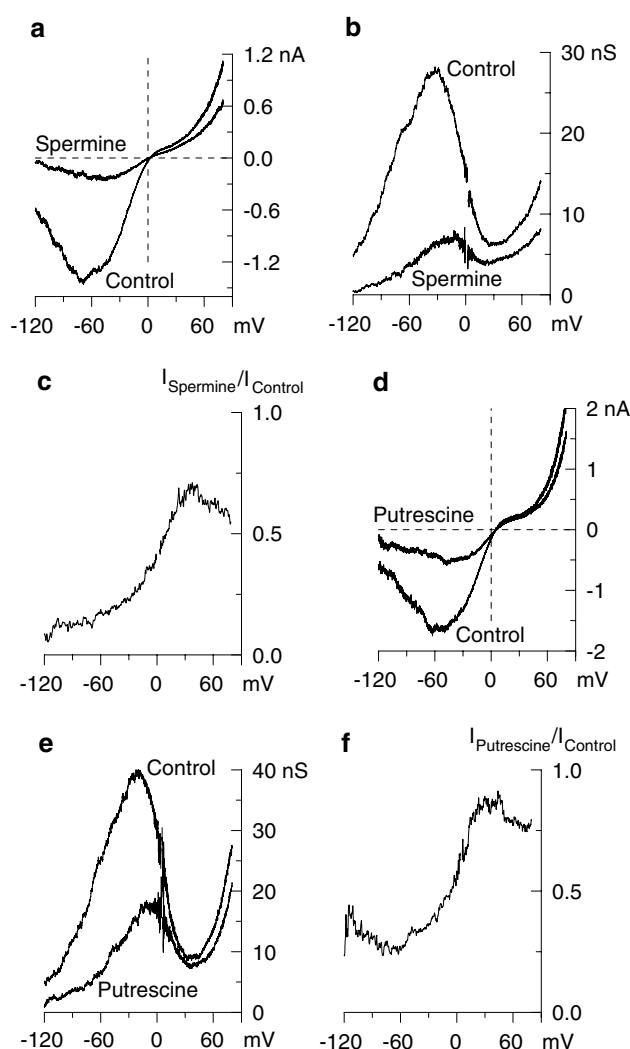 a
1.2 nA
0.6
0.0
-0.6
-1.2
Spermine
Control
-120 -60 0 60 mV
b
30 nS
20
10
0
Control
Spermine
-120 -60 0 60 mV
c
I_Spermine/I_Control
1.0
0.5
0.0
-120 -60 0 60 mV
d
2 nA
1
0
-1
-2
Putrescine
Control
-120 -60 0 60 mV
e
40 nS
30
20
10
0
Control
Putrescine
-120 -60 0 60 mV
f
I_Putrescine/I_Control
1.0
0.5
0.0
-120 -60 0 60 mV